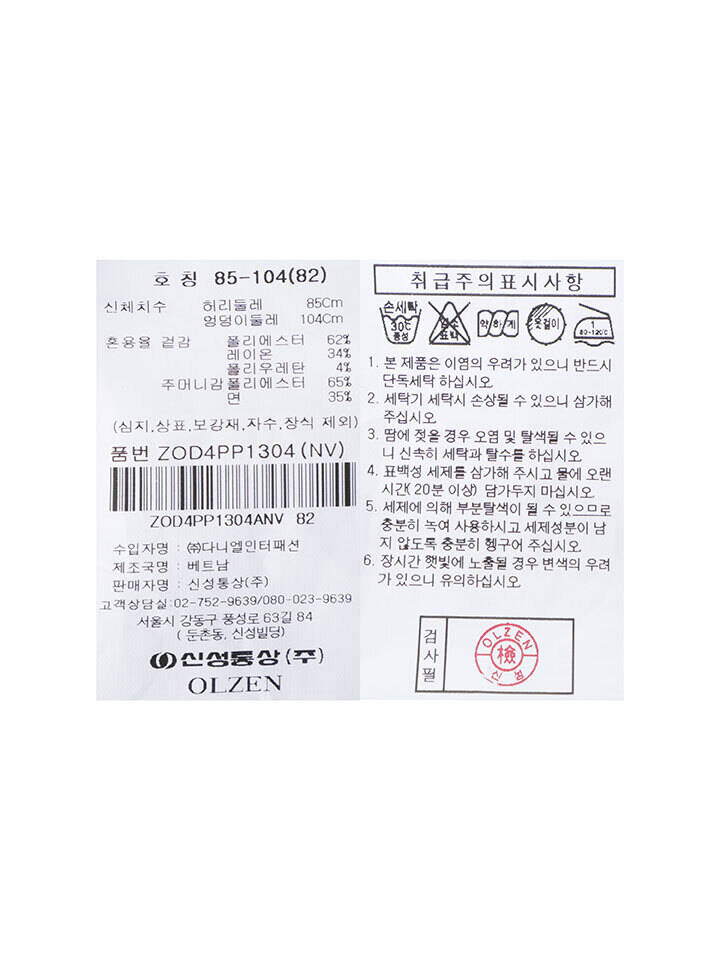 호 칭 85-104(82)
신체치수 허리둘레 85Cm
엉덩이둘레 104Cm
혼용율 겉감 폴리에스터 62%
레이온 34%
폴리우레탄 4%
주머니감폴리에스터 65%
면 35%
(심지,상표,보강재,자수,장식 제외)
품번 ZOD4PP1304(NV)
ZOD4PP1304ANV 82
수입자명 : ㈜다니엘인터패션
제조국명 : 베트남
판매자명 : 신성통상(주)
고객상담실:02-752-9639/080-023-9639
서울시 강동구 풍성로 63길 84
( 둔촌동, 신성빌딩)
신성통상(주)
OLZEN
취급주의표시사항
손세탁
30℃
중성
염소
표백
약하게
옷걸이
1
80-120℃
1. 본 제품은 이염의 우려가 있으니 반드시
단독세탁 하십시오.
2. 세탁기 세탁시 손상될 수 있으니 삼가해
주십시오.
3. 땀에 젖을 경우 오염 및 탈색될 수 있으
니 신속히 세탁과 탈수를 하십시오.
4. 표백성 세제를 삼가해 주시고 물에 오랜
시간(20분 이상) 담가두지 마십시오.
5. 세제에 의해 부분탈색이 될 수 있으므로
충분히 녹여 사용하시고 세제성분이 남
지 않도록 충분히 헹구어 주십시오.
6. 장시간 햇빛에 노출될 경우 변색의 우려
가 있으니 유의하십시오.
검사필
OLZEN
檢
신성